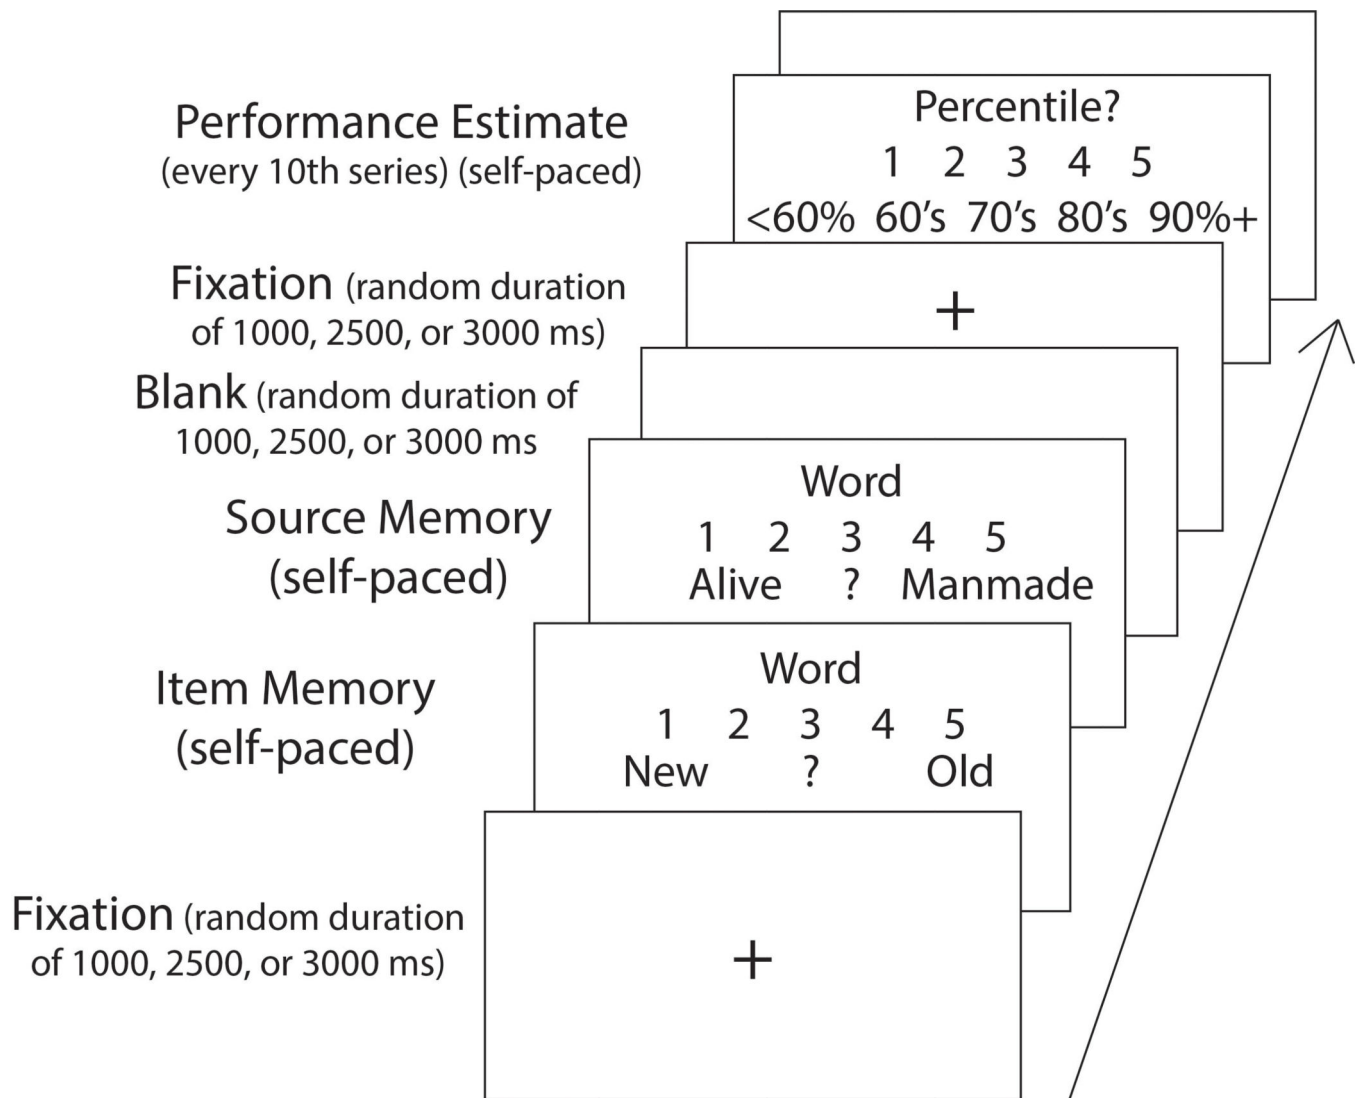 Performance Estimate
(every 10th series) (self-paced)
Percentile?
1 2 3 4 5
<60% 60's 70's 80's 90%+
Fixation (random duration
of 1000, 2500, or 3000 ms)
+
Blank (random duration of
1000, 2500, or 3000 ms
Source Memory
(self-paced)
Word
1 2 3 4 5
Alive ? Manmade
Item Memory
(self-paced)
Word
1 2 3 4 5
New ? Old
Fixation (random duration
of 1000, 2500, or 3000 ms)
+